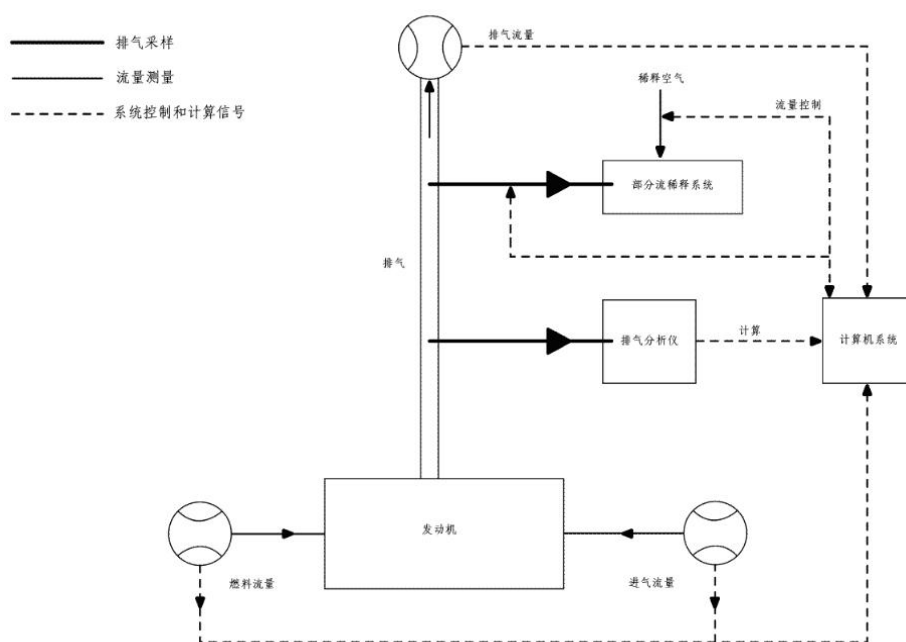 排气采样
流量测量
系统控制和计算信号
排气流量
稀释空气
流量控制
部分流稀释系统
排气
排气分析仪
计算
计算机系统
发动机
燃料流量
进气流量